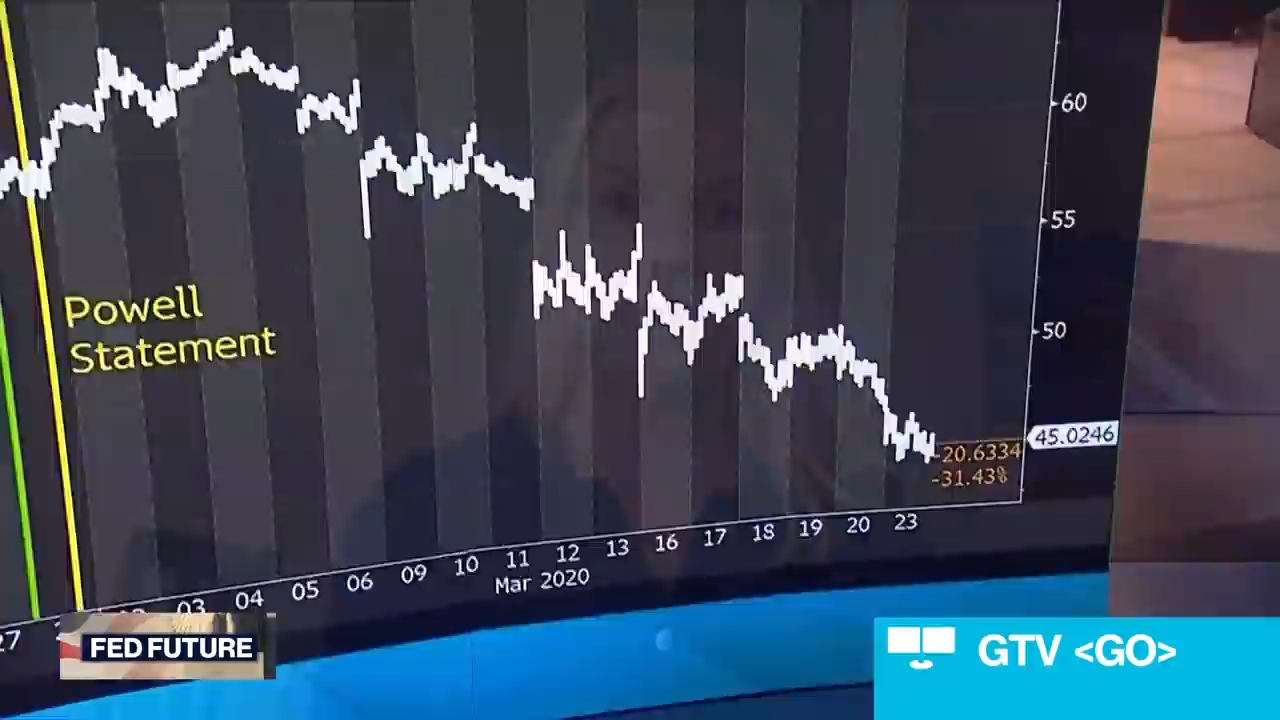 60
55
50
45.0246
-20.6334
-31.43%
Powell
Statement
27
03 04 05 06 09 10 11 12 13 16 17 18 19 20 23
Mar 2020
FED FUTURE
GTV <GO>